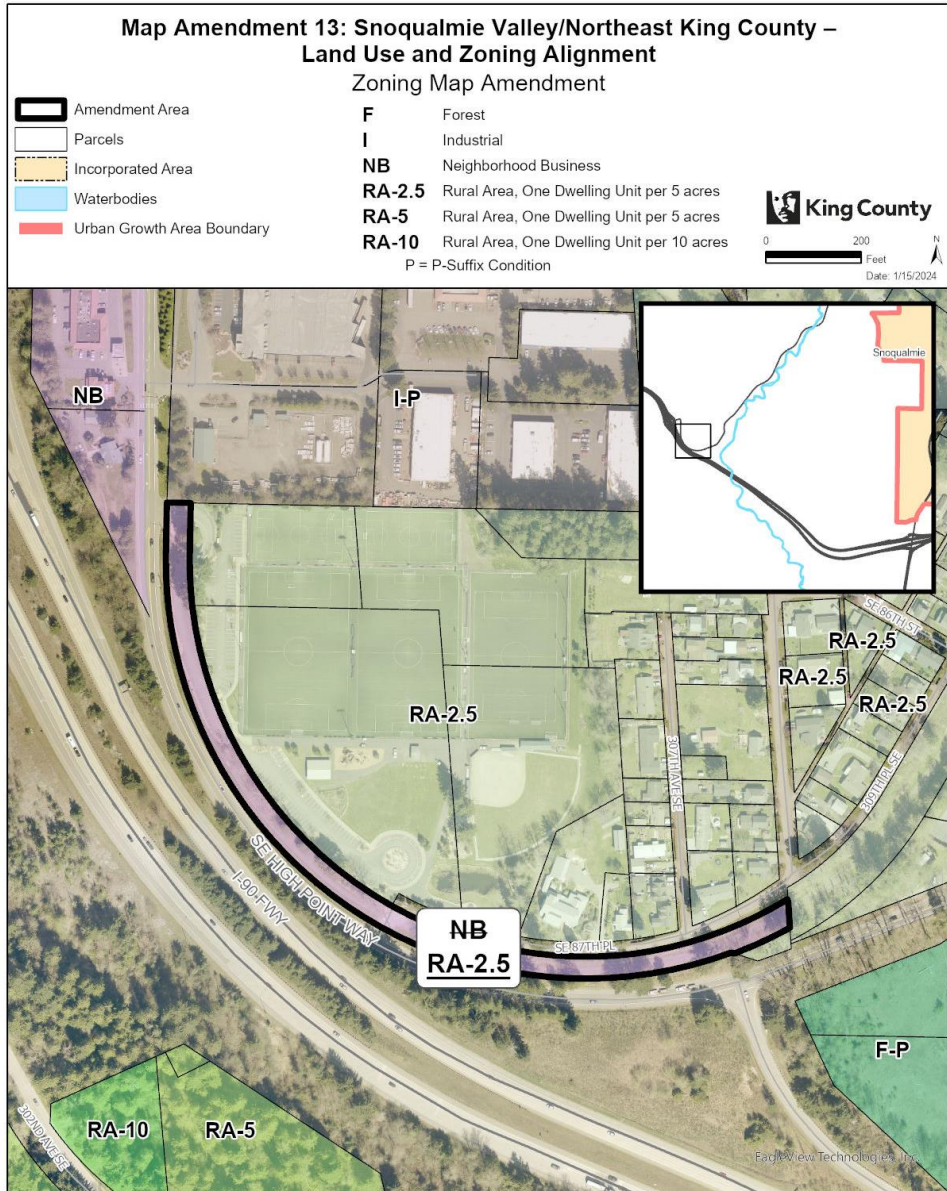 Map Amendment 13: Snoqualmie Valley/Northeast King County –
Land Use and Zoning Alignment
Zoning Map Amendment
Amendment Area
Parcels
Incorporated Area
Waterbodies
Urban Growth Area Boundary
F Forest
I Industrial
NB Neighborhood Business
RA-2.5 Rural Area, One Dwelling Unit per 5 acres
RA-5 Rural Area, One Dwelling Unit per 5 acres
RA-10 Rural Area, One Dwelling Unit per 10 acres
P = P-Suffix Condition
King County
0 200
Feet
N
Date: 1/15/2024
Snoqualmie
NB
I-P
SE 86TH ST
RA-2.5
RA-2.5
RA-2.5
RA-2.5
307TH AVE SE
309TH PL SE
SE HIGH POINT WAY
I-90 FWY
NB
RA-2.5
SE 87TH PL
F-P
RA-10
RA-5
302ND AVE SE
EagleView Technologies, Inc.